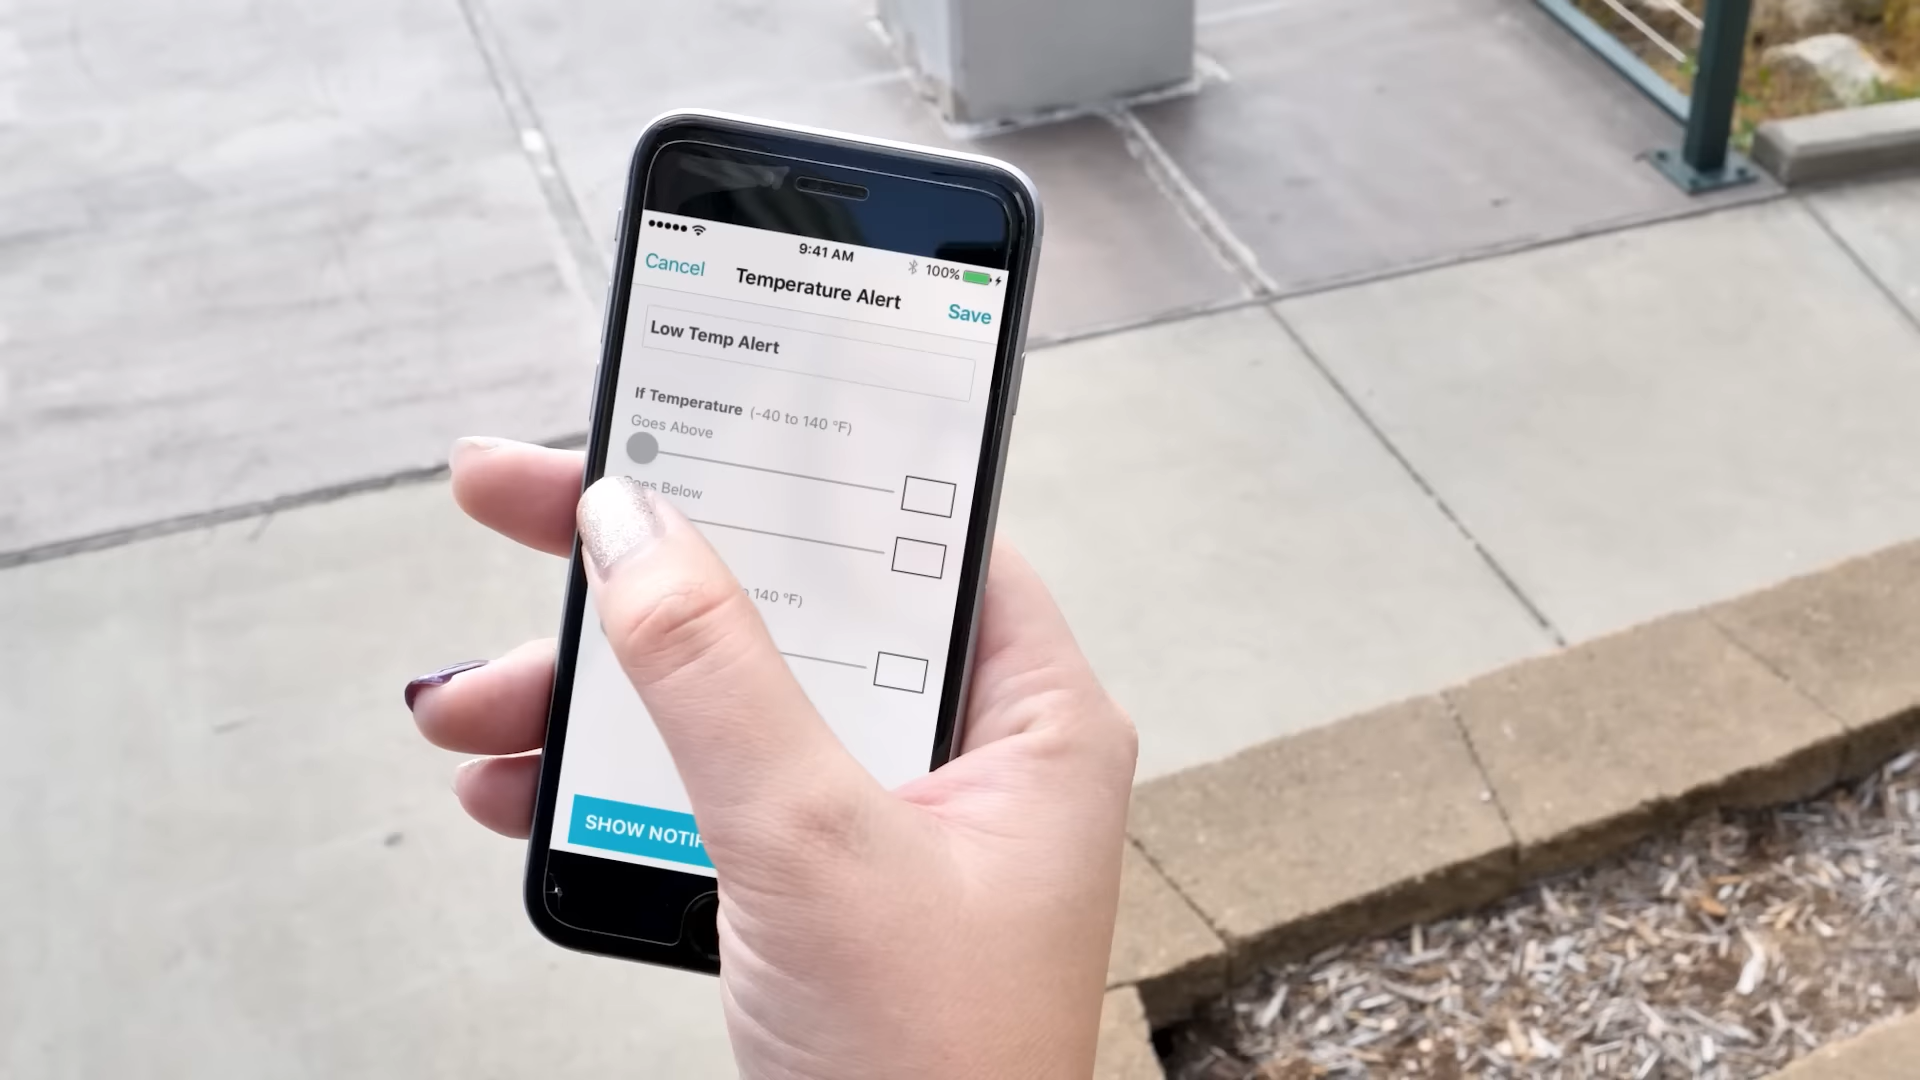 9:41 AM
100%
Cancel
Temperature Alert
Save
Low Temp Alert
If Temperature (-40 to 140 °F)
Goes Above
Goes Below
140 °F)
SHOW